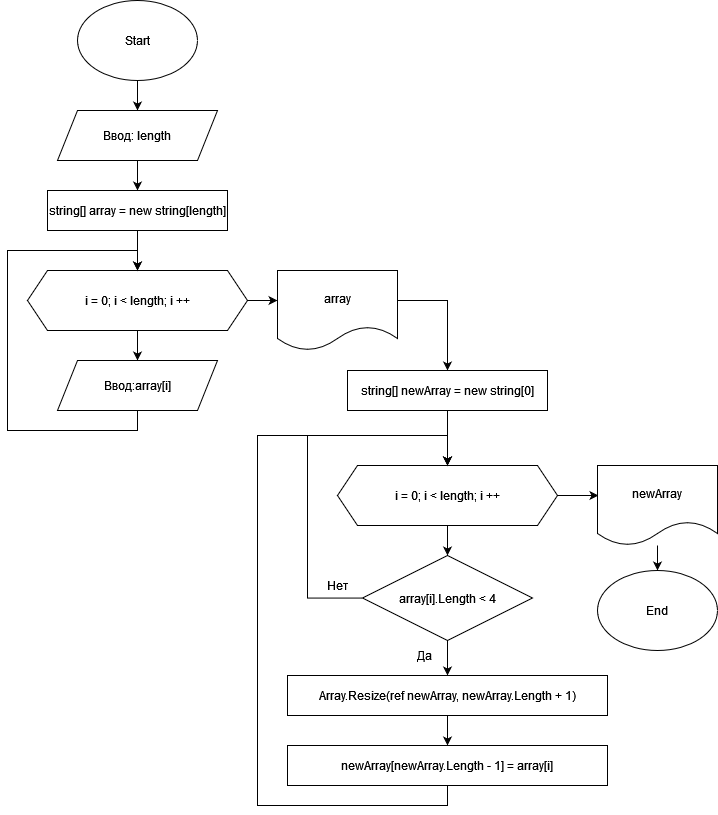 Start
Ввод: length
string[] array = new string[length]
i = 0; i < length; i ++
array
Ввод:array[i]
string[] newArray = new string[0]
i = 0; i < length; i ++
newArray
Нет
array[i].Length < 4
End
Да
Array.Resize(ref newArray, newArray.Length + 1)
newArray[newArray.Length - 1] = array[i]